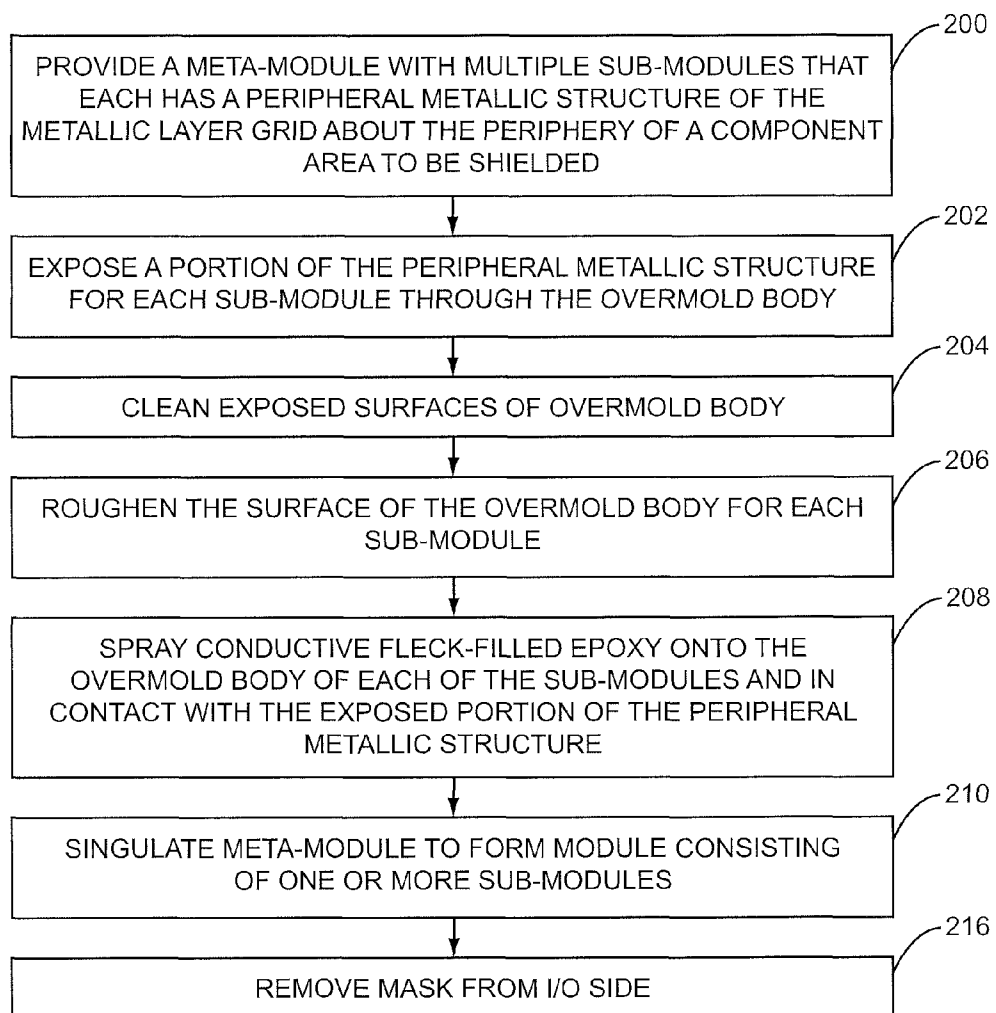 200
PROVIDE A META-MODULE WITH MULTIPLE SUB-MODULES THAT
EACH HAS A PERIPHERAL METALLIC STRUCTURE OF THE
METALLIC LAYER GRID ABOUT THE PERIPHERY OF A COMPONENT
AREA TO BE SHIELDED
202
EXPOSE A PORTION OF THE PERIPHERAL METALLIC STRUCTURE
FOR EACH SUB-MODULE THROUGH THE OVERMOLD BODY
204
CLEAN EXPOSED SURFACES OF OVERMOLD BODY
206
ROUGHEN THE SURFACE OF THE OVERMOLD BODY FOR EACH
SUB-MODULE
208
SPRAY CONDUCTIVE FLECK-FILLED EPOXY ONTO THE
OVERMOLD BODY OF EACH OF THE SUB-MODULES AND IN
CONTACT WITH THE EXPOSED PORTION OF THE PERIPHERAL
METALLIC STRUCTURE
210
SINGULATE META-MODULE TO FORM MODULE CONSISTING
OF ONE OR MORE SUB-MODULES
216
REMOVE MASK FROM I/O SIDE